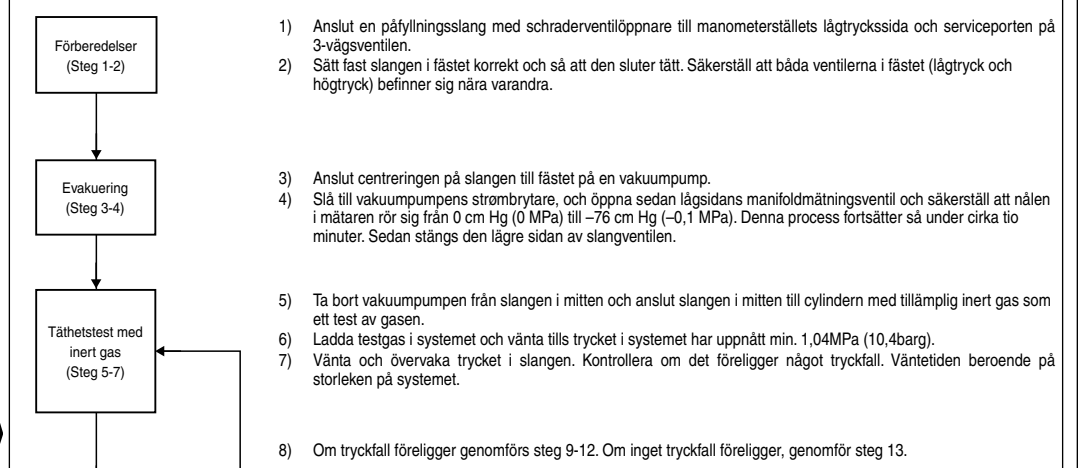 Förberedelser
(Steg 1-2)
1) Anslut en påfyllningsslang med schraderventilöppnare till manometerställets lågtryckssida och serviceporten på
3-vägsventilen.
2) Sätt fast slangen i fästet korrekt och så att den sluter tätt. Säkerställ att båda ventilerna i fästet (lågtryck och
högtryck) befinner sig nära varandra.
Evakuering
(Steg 3-4)
3) Anslut centreringen på slangen till fästet på en vakuumpump.
4) Slå till vakuumpumpens strømbrytare, och öppna sedan lågsidans manifoldmätningsventil och säkerställ att nålen
i mätaren rör sig från 0 cm Hg (0 MPa) till –76 cm Hg (–0,1 MPa). Denna process fortsätter så under cirka tio
minuter. Sedan stängs den lägre sidan av slangventilen.
Täthetstest med
inert gas
(Steg 5-7)
5) Ta bort vakuumpumpen från slangen i mitten och anslut slangen i mitten till cylindern med tillämplig inert gas som
ett test av gasen.
6) Ladda testgas i systemet och vänta tills trycket i systemet har uppnått min. 1,04MPa (10,4barg).
7) Vänta och övervaka trycket i slangen. Kontrollera om det föreligger något tryckfall. Väntetiden beroende på
storleken på systemet.
8) Om tryckfall föreligger genomförs steg 9-12. Om inget tryckfall föreligger, genomför steg 13.